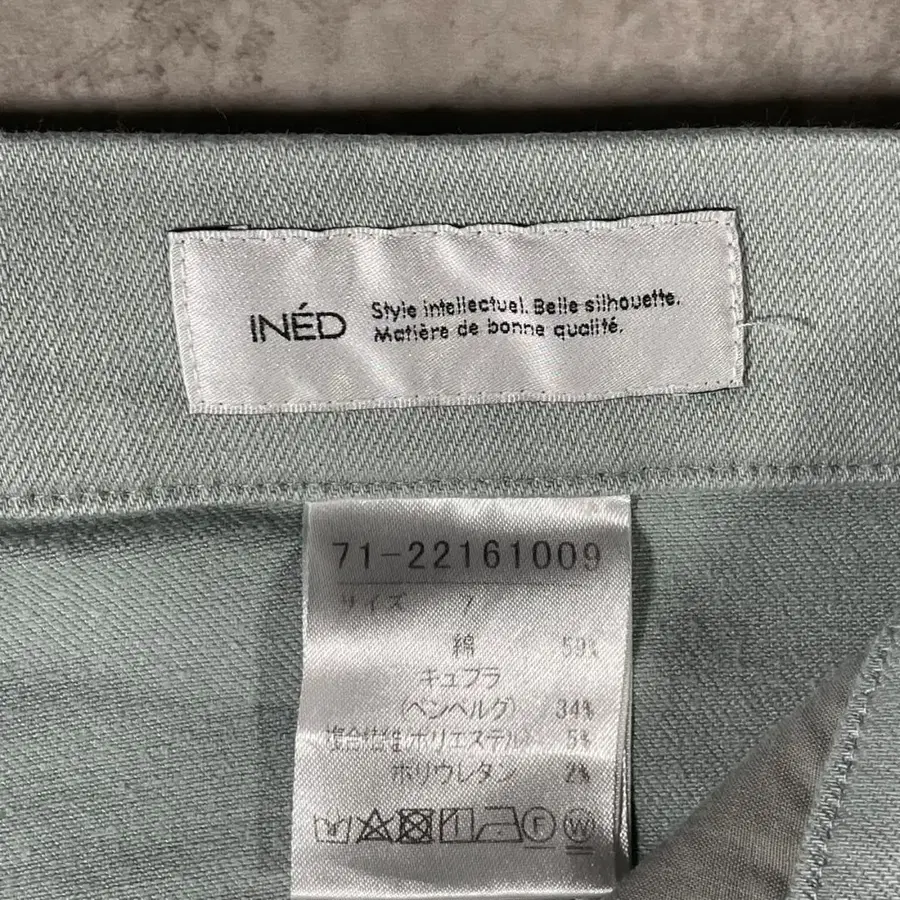 INÉD
Style intellectuel. Belle silhouette.
Matière de bonne qualité.
71-22161009
サイズ 7
綿 59%
キュプラ
(ベンベルグ) 34%
複合繊維(ポリエステル) 5%
ポリウレタン 2%
F W